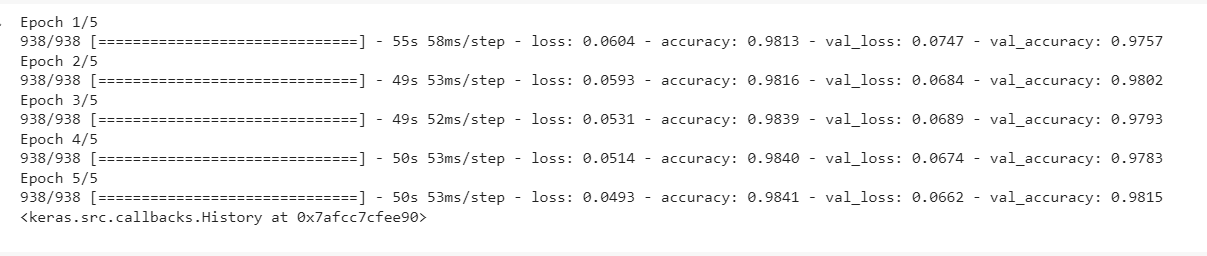 Epoch 1/5
938/938 [==============================] - 55s 58ms/step - loss: 0.0604 - accuracy: 0.9813 - val_loss: 0.0747 - val_accuracy: 0.9757
Epoch 2/5
938/938 [==============================] - 49s 53ms/step - loss: 0.0593 - accuracy: 0.9816 - val_loss: 0.0684 - val_accuracy: 0.9802
Epoch 3/5
938/938 [==============================] - 49s 52ms/step - loss: 0.0531 - accuracy: 0.9839 - val_loss: 0.0689 - val_accuracy: 0.9793
Epoch 4/5
938/938 [==============================] - 50s 53ms/step - loss: 0.0514 - accuracy: 0.9840 - val_loss: 0.0674 - val_accuracy: 0.9783
Epoch 5/5
938/938 [==============================] - 50s 53ms/step - loss: 0.0493 - accuracy: 0.9841 - val_loss: 0.0662 - val_accuracy: 0.9815
<keras.src.callbacks.History at 0x7afcc7cfee90>